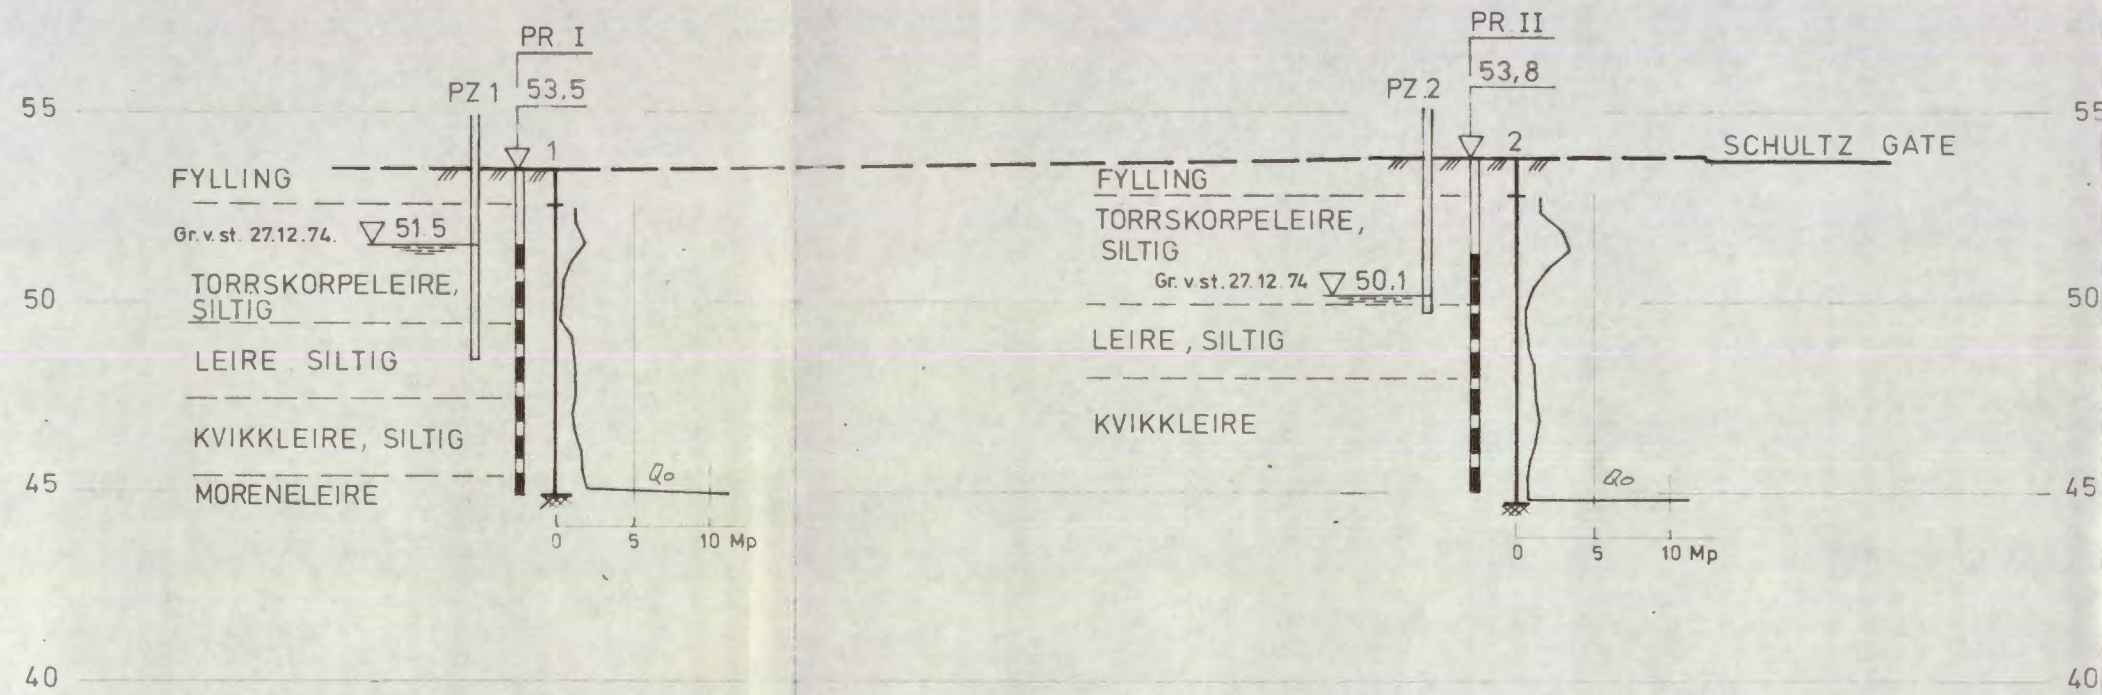 PR. I
PZ 1
53,5
55
1
FYLLING
Gr. v. st. 27.12.74.
51.5
TORRSKORPELEIRE,
SILTIG
50
LEIRE SILTIG
KVIKKLEIRE, SILTIG
45
MORENELEIRE
Qo
0 5 10 Mp
40
PR. II
PZ.2
53,8
55
2
SCHULTZ GATE
FYLLING
TORRSKORPELEIRE,
SILTIG
Gr. v. st. 27.12.74
50.1
50
LEIRE, SILTIG
KVIKKLEIRE
Qo
45
0 5 10 Mp
40